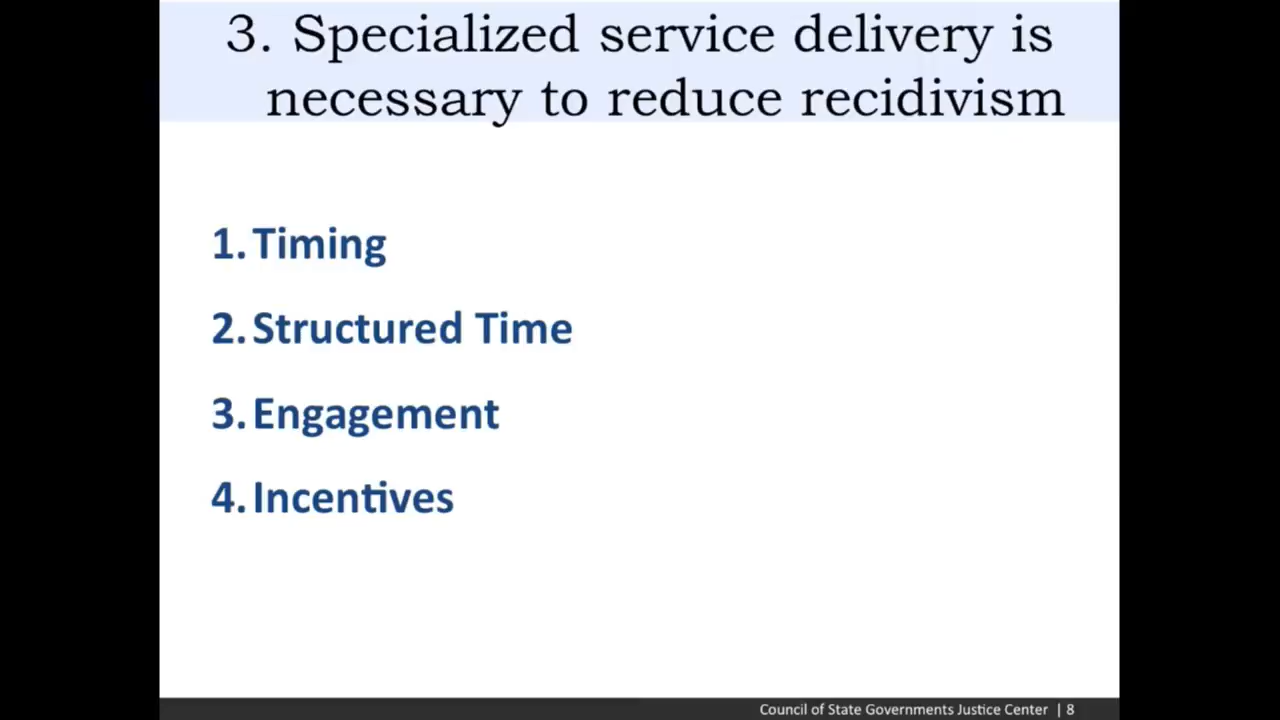 3. Specialized service delivery is
necessary to reduce recidivism
1. Timing
2. Structured Time
3. Engagement
4. Incentives
Council of State Governments Justice Center | 8